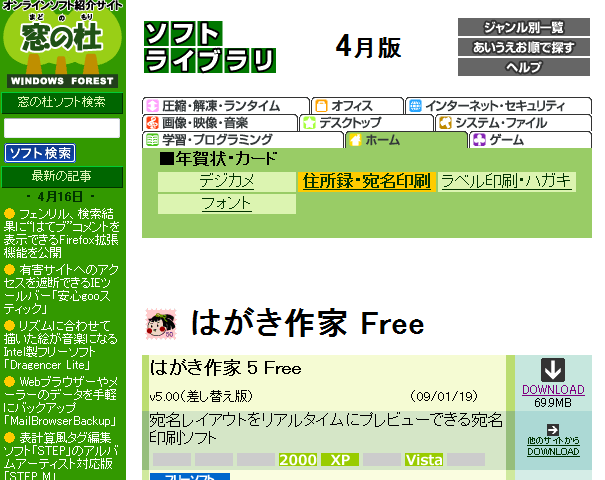 オンラインソフト紹介サイト
まど の もり
窓の杜
WINDOWS FOREST
窓の杜ソフト検索
ソフト検索
最新の記事
- 4月16日 -
フェンリル、検索結
果に“はてブ”コメントを
表示できるFirefox拡張
機能を公開
有害サイトへのアク
セスを遮断できるIEツ
ールバー「安心gooス
ティック」
リズムに合わせて
描いた絵が音楽になる
Intel製フリーソフト
「Dragencer Lite」
Webブラウザーやメ
ーラーのデータを手軽
にバックアップ
「MailBrowserBackup」
表計算風タグ編集
ソフト「STEP」のアルバ
ムアーティスト対応版
「STEP_M」
ソフト
ライブラリ
4月版
ジャンル別一覧
あいうえお順で探す
ヘルプ
圧縮・解凍・ランタイム
オフィス
インターネット・セキュリティ
画像・映像・音楽
デスクトップ
システム・ファイル
学習・プログラミング
ホーム
ゲーム
■年賀状・カード
デジカメ
住所録・宛名印刷
ラベル印刷・ハガキ
フォント
50
はがき作家 Free
はがき作家 5 Free
v5.00(差し替え版)
(09/01/19)
宛名レイアウトをリアルタイムにプレビューできる宛名
印刷ソフト
2000 XP Vista
フリーソフト
DOWNLOAD
69.9MB
他のサイトから
DOWNLOAD